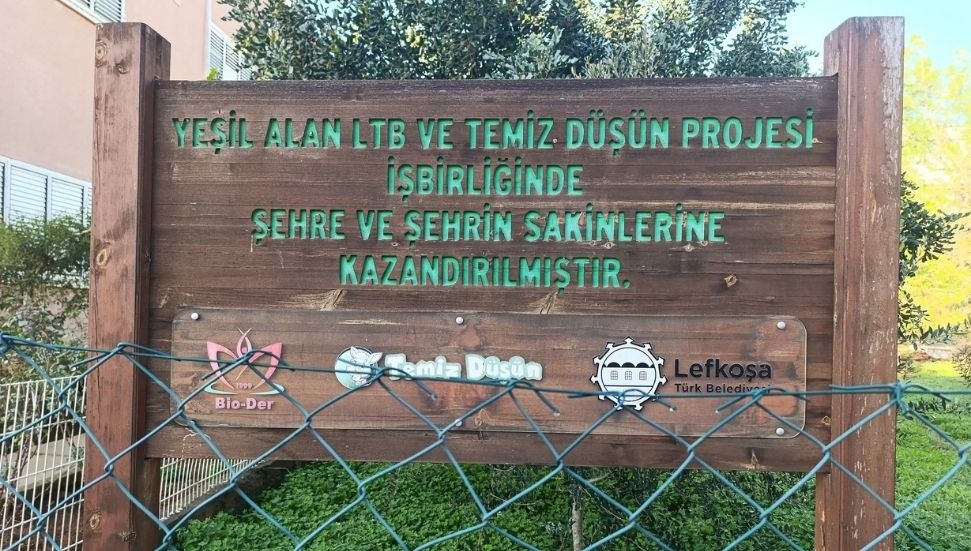 YEŞİL ALAN LTB VE TEMİZ DÜŞÜN PROJESİ
İŞBİRLİĞİNDE
ŞEHRE VE ŞEHRİN SAKİNLERİNE
KAZANDIRILMIŞTIR.
1999
Bio-Der
Temiz Düşün
Lefkoşa
Türk Belediyesi